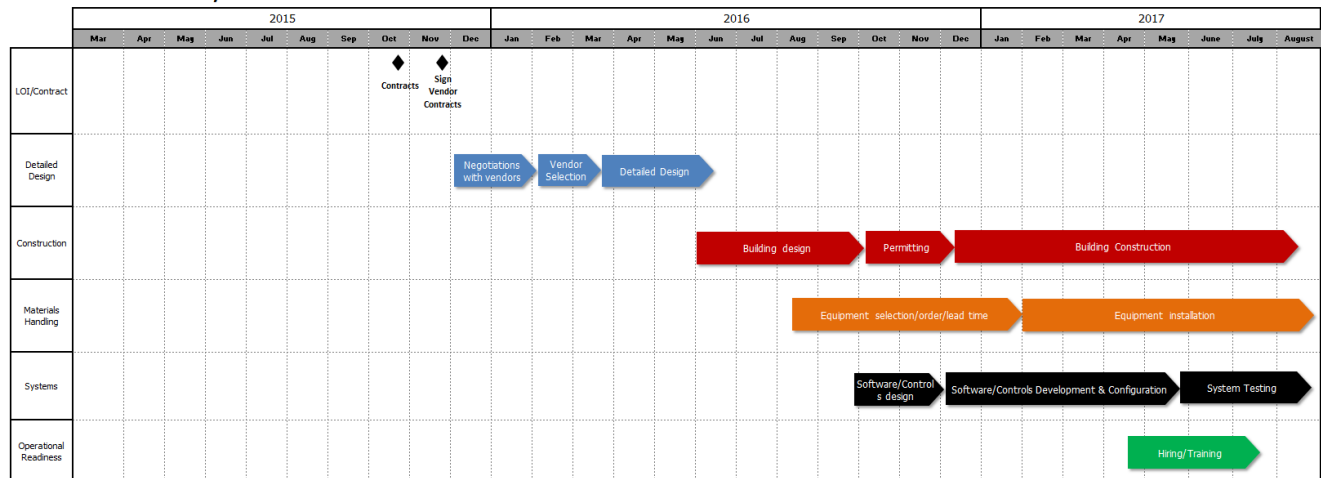 2015 2016 2017
Mar Apr May Jun Jul Aug Sep Oct Nov Dec Jan Feb Mar Apr May Jun Jul Aug Sep Oct Nov Dec Jan Feb Mar Apr May June July August
LOI/Contract
Contracts
Sign
Vendor
Contracts
Detailed
Design
Negotiations
with vendors
Vendor
Selection
Detailed Design
Construction
Building design
Permitting
Building Construction
Materials
Handling
Equipment selection/order/lead time
Equipment installation
Systems
Software/Control
s design
Software/Controls Development & Configuration
System Testing
Operational
Readiness
Hiring/Training